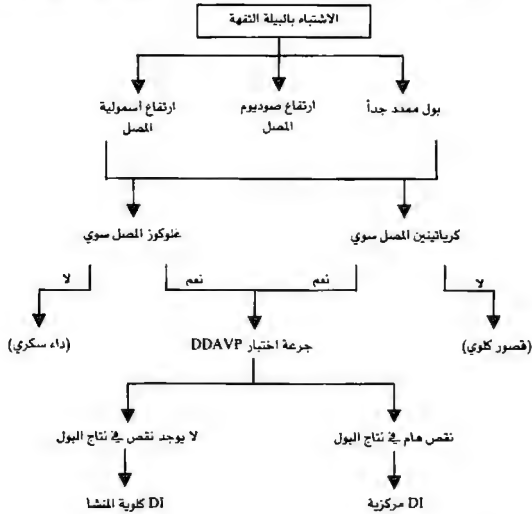 الاشتباه بالبيلة التفهة
بول ممدد جداً
ارتفاع صوديوم
المصل
ارتفاع أسمولية
المصل
كرياتينين المصل سوي
غلوكوز المصل سوي
لا
نعم
نعم
لا
(قصور كلوي)
جرعة اختبار DDAVP
(داء سكري)
نقص هام في نتاج البول
لا يوجد نقص في نتاج البول
DI مركزية
DI كلوية المنشا